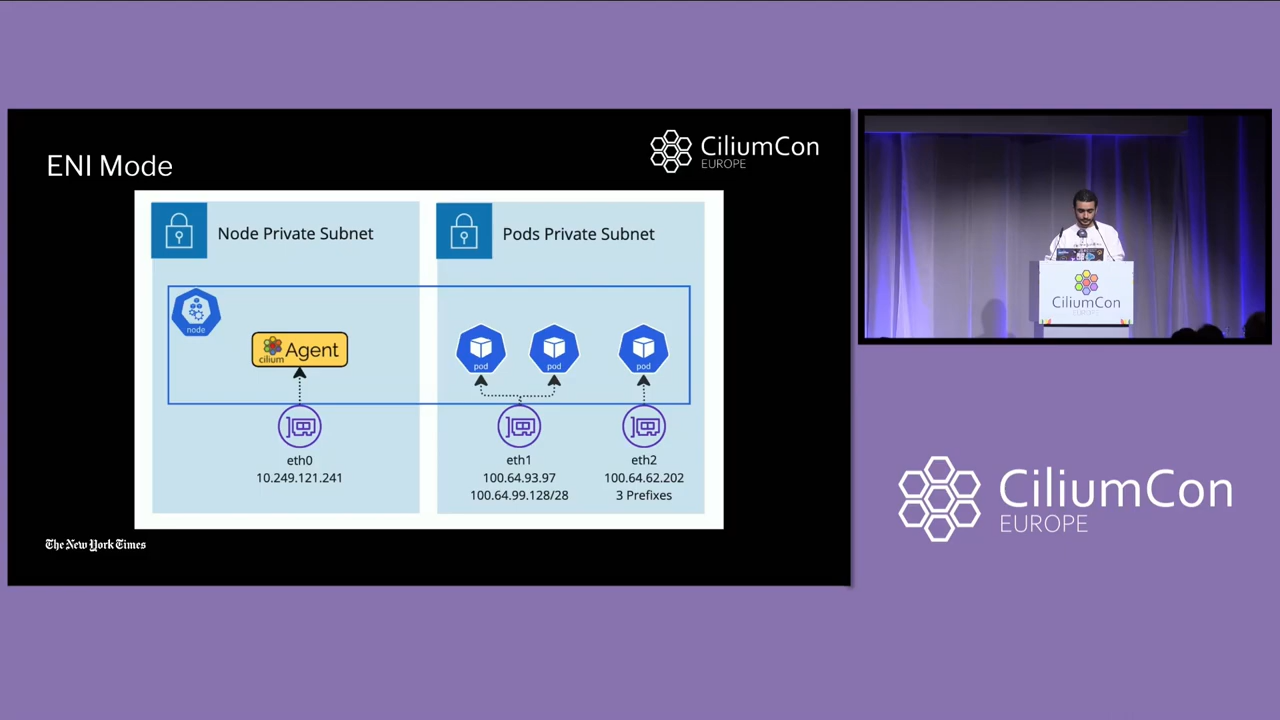 ENI Mode
CiliumCon
EUROPE
Node Private Subnet
Pods Private Subnet
node
cilium
Agent
pod
pod
pod
eth0
10.249.121.241
eth1
100.64.93.97
100.64.99.128/28
eth2
100.64.62.202
3 Prefixes
The New York Times
CiliumCon
EUROPE
CiliumCon
EUROPE